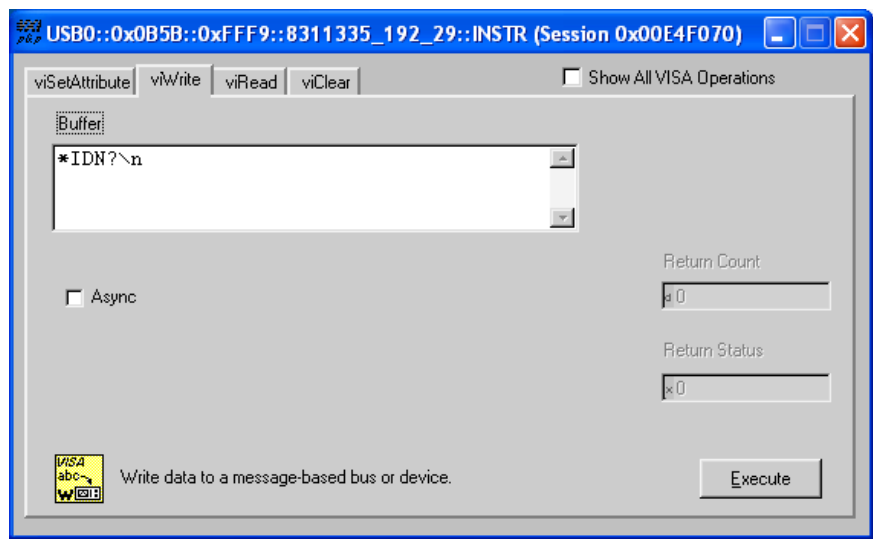 USB0::0x0B5B::0xFFF9::8311335_192_29::INSTR (Session 0x00E4F070)
viSetAttribute viWrite viRead viClear
Show All VISA Operations
Buffer
*IDN?\n
Return Count
d 0
Async
Return Status
x 0
VISA
abc
W
Write data to a message-based bus or device.
Execute